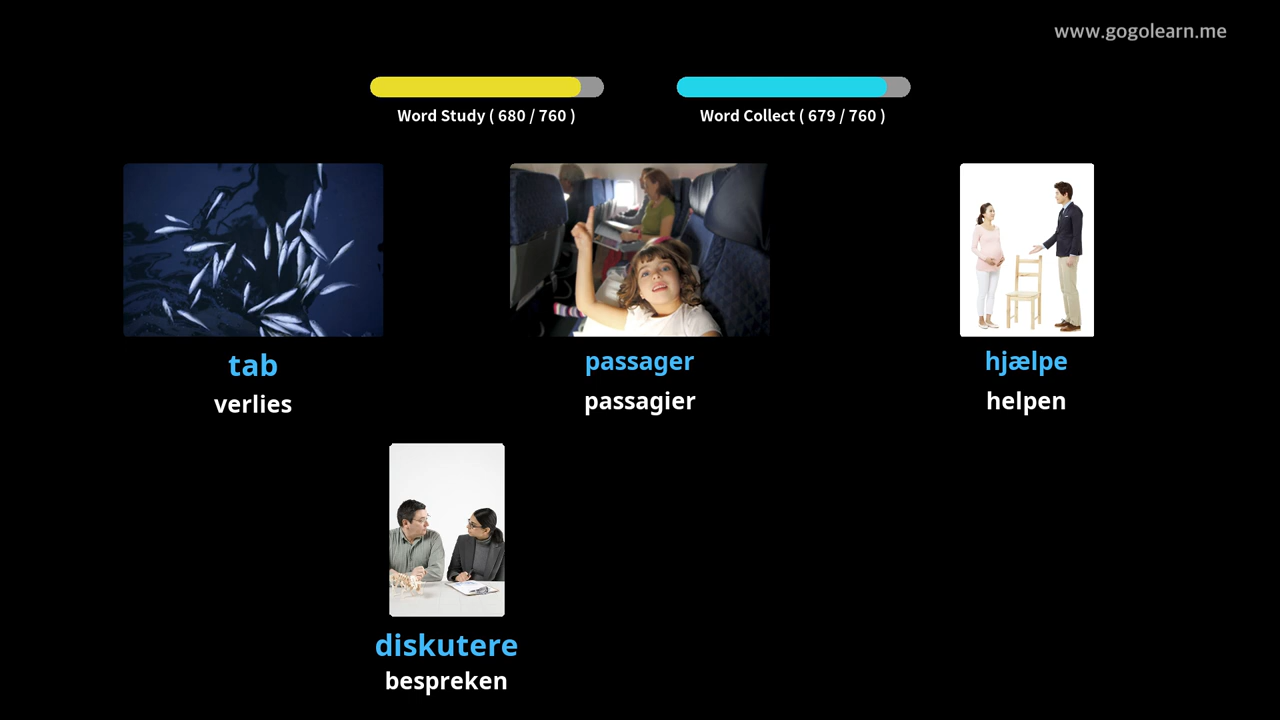 www.gogolearn.me
Word Study ( 680 / 760 )
Word Collect ( 679 / 760 )
tab
verlies
passager
passagier
hjælpe
helpen
diskutere
bespreken